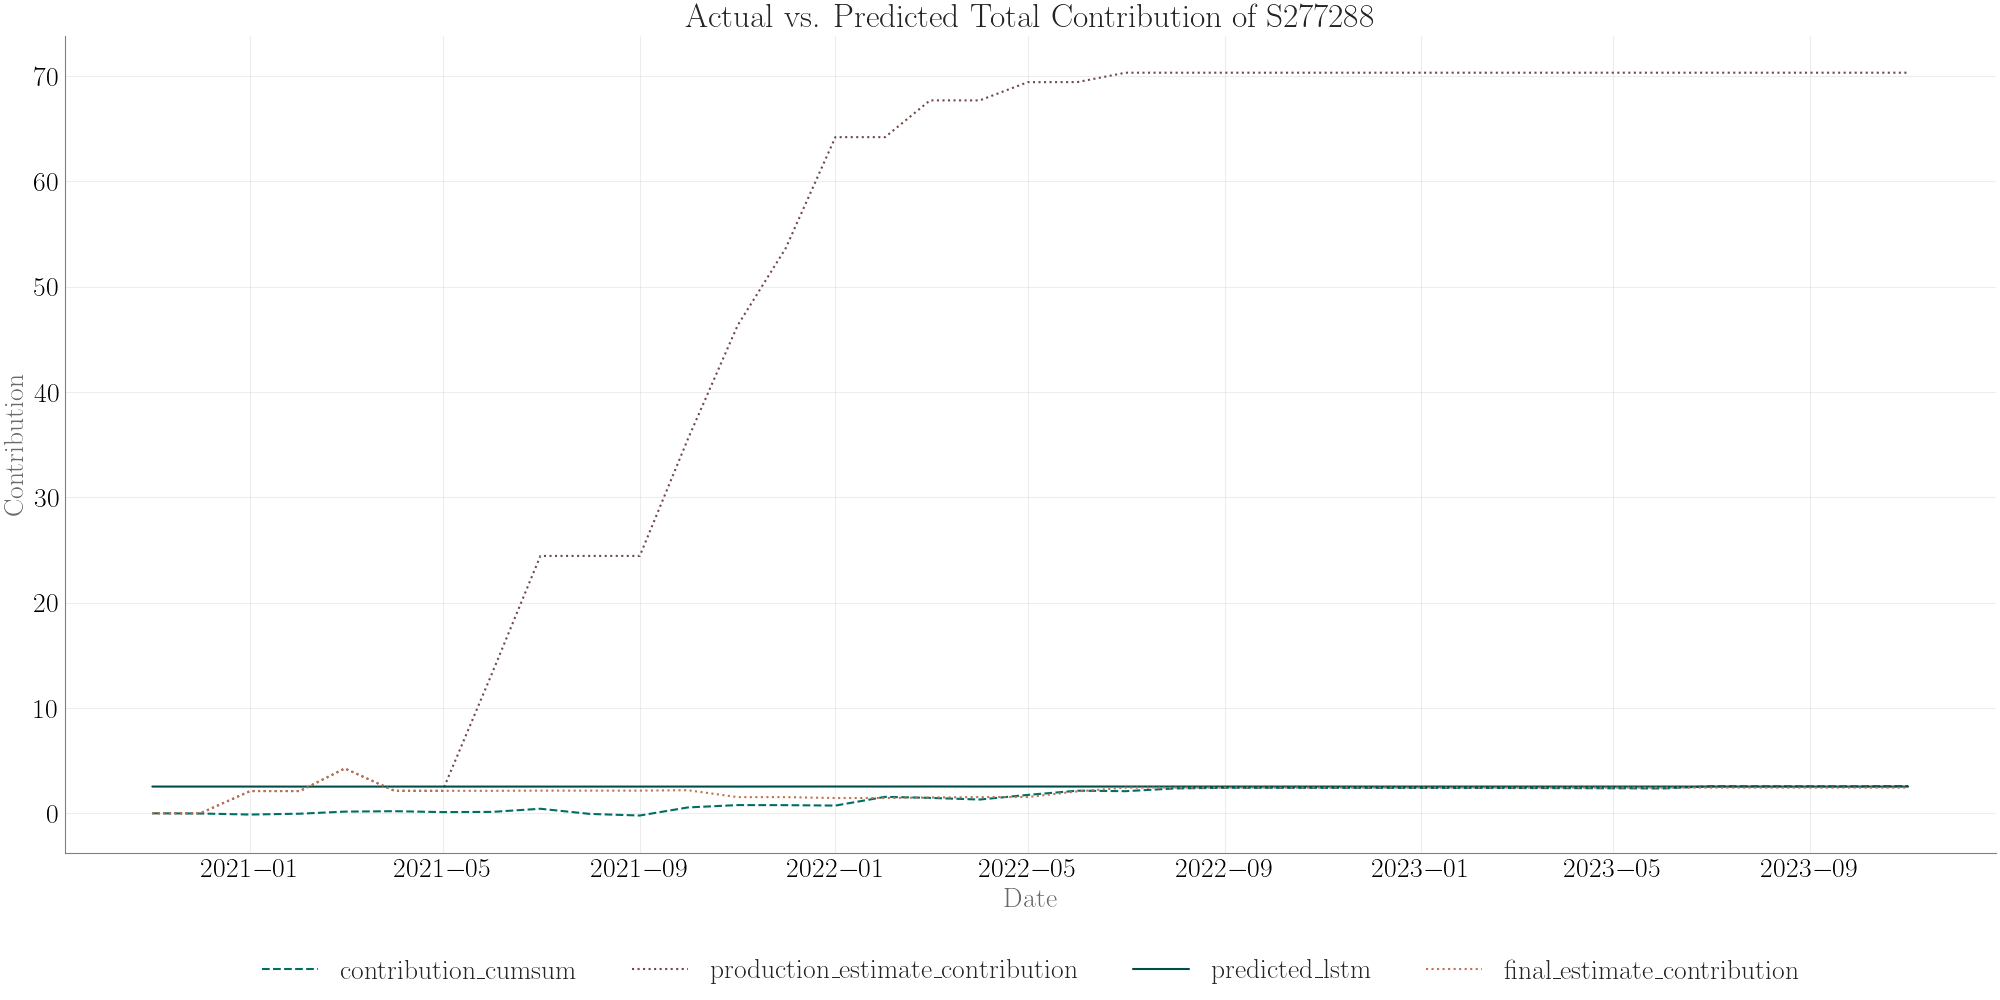 Actual vs. Predicted Total Contribution of S277288
70
60
50
40
30
20
10
0
Contribution
2021−01 2021−05 2021−09 2022−01 2022−05 2022−09 2023−01 2023−05 2023−09
Date
contribution_cumsum production_estimate_contribution predicted_lstm final_estimate_contribution